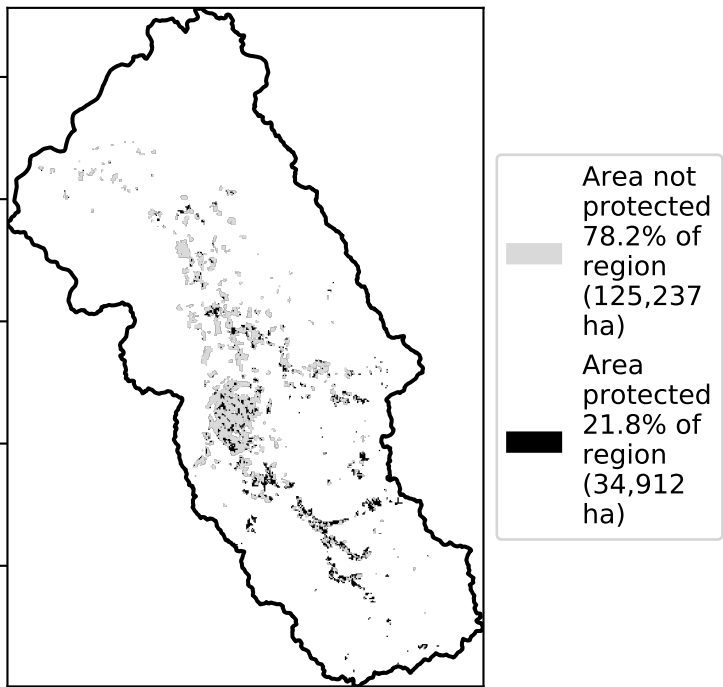 Area not
protected
78.2% of
region
(125,237
ha)
Area
protected
21.8% of
region
(34,912
ha)